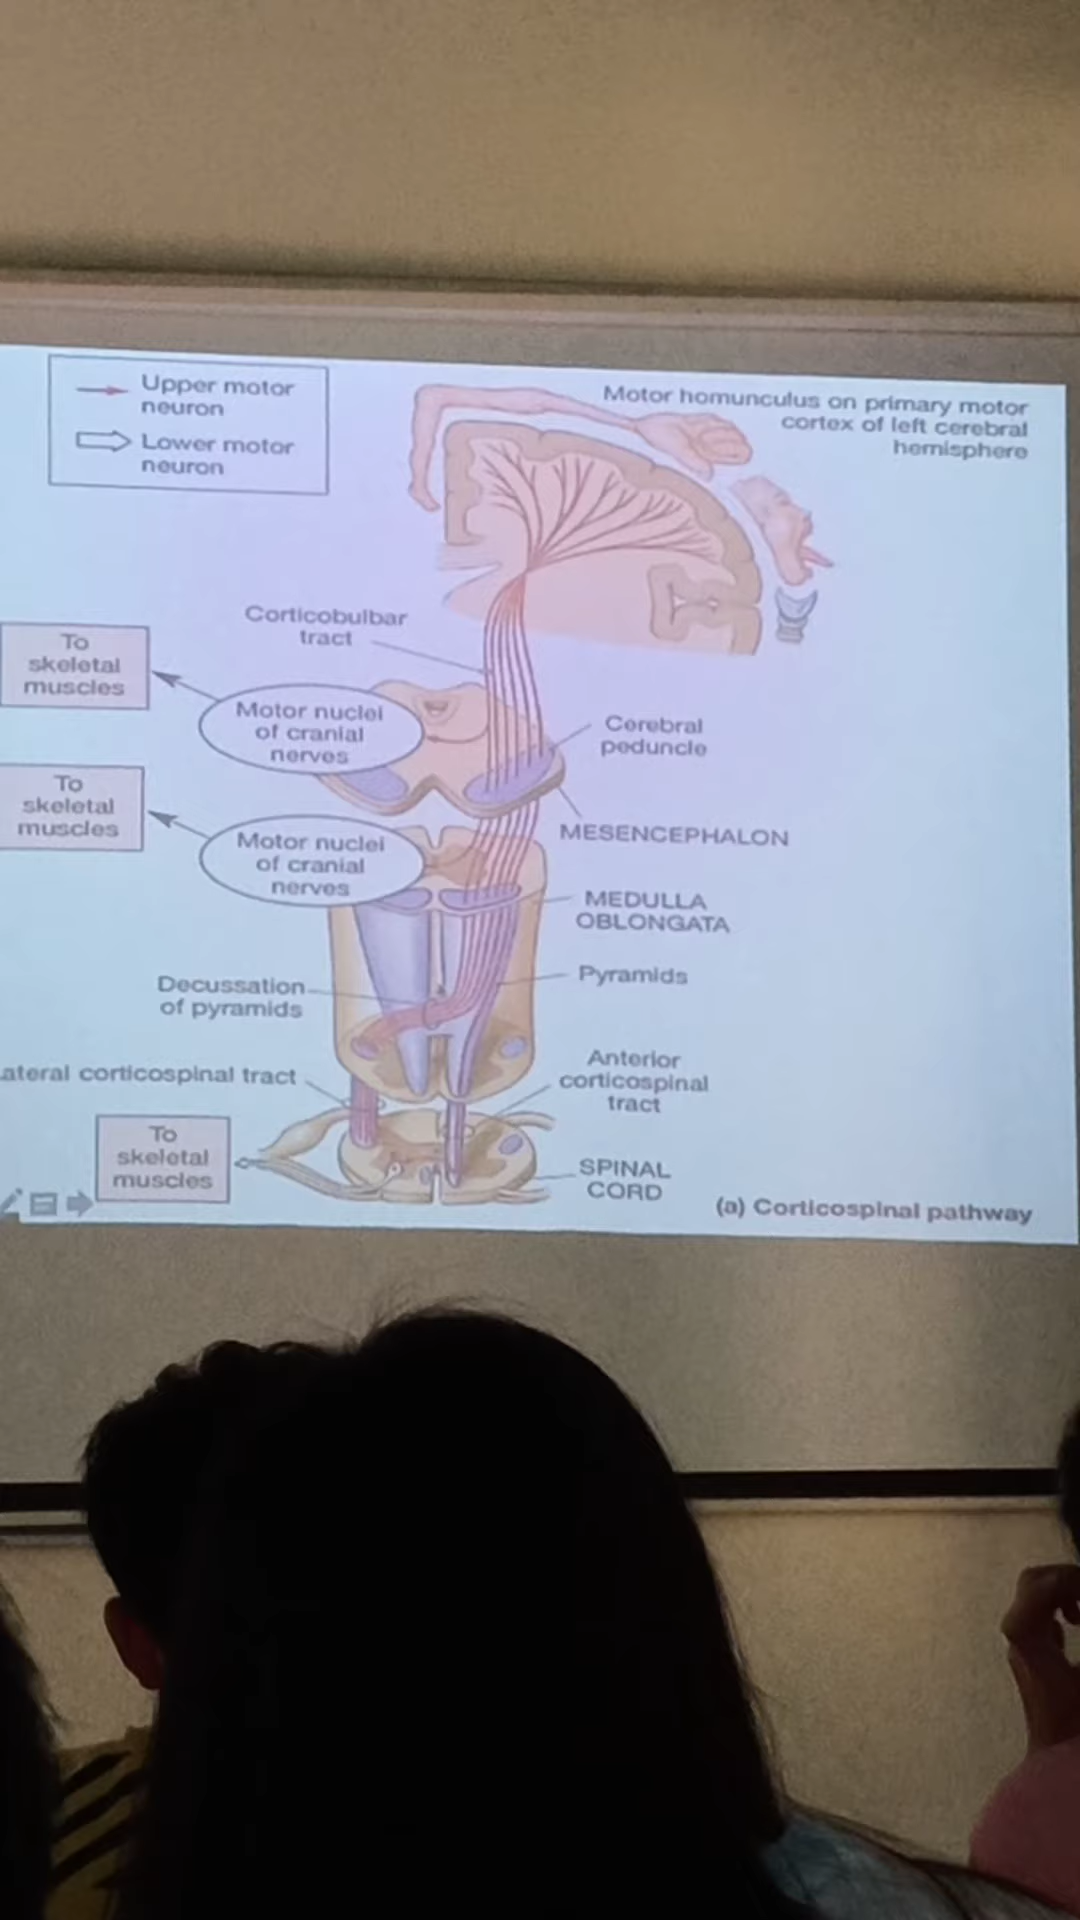 Upper motor
neuron
Lower motor
neuron
Motor homunculus on primary motor
cortex of left cerebral
hemisphere
Corticobulbar
tract
To
skeletal
muscles
Motor nuclei
of cranial
nerves
Cerebral
peduncle
To
skeletal
muscles
MESENCEPHALON
Motor nuclei
of cranial
nerves
MEDULLA
OBLONGATA
Decussation
of pyramids
Pyramids
ateral corticospinal tract
Anterior
corticospinal
tract
To
skeletal
muscles
SPINAL
CORD
(a) Corticospinal pathway